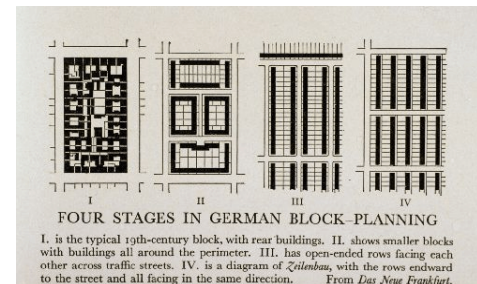 I II III IV
FOUR STAGES IN GERMAN BLOCK-PLANNING
I. is the typical 19th-century block, with rear buildings. II. shows smaller blocks
with buildings all around the perimeter. III. has open-ended rows facing each
other across traffic streets. IV. is a diagram of Zeilenbau, with the rows endward
to the street and all facing in the same direction. From Das Neue Frankfurt.